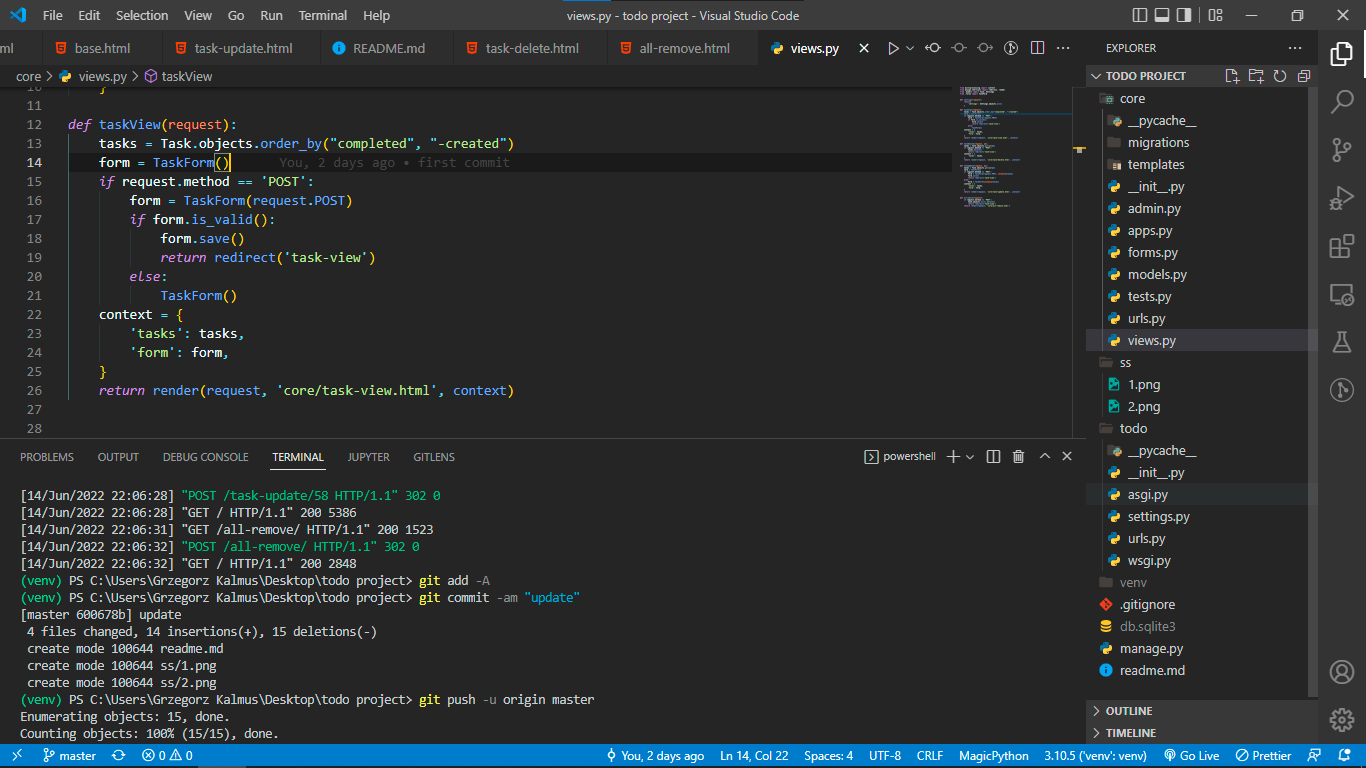 File Edit Selection View Go Run Terminal Help views.py - todo project - Visual Studio Code
ml base.html task-update.html README.md task-delete.html all-remove.html views.py
core > views.py > taskView
10 }
11
12 def taskView(request):
13 tasks = Task.objects.order_by("completed", "-created")
14 form = TaskForm() You, 2 days ago • first commit
15 if request.method == 'POST':
16 form = TaskForm(request.POST)
17 if form.is_valid():
18 form.save()
19 return redirect('task-view')
20 else:
21 TaskForm()
22 context = {
23 'tasks': tasks,
24 'form': form,
25 }
26 return render(request, 'core/task-view.html', context)
27
28
PROBLEMS OUTPUT DEBUG CONSOLE TERMINAL JUPYTER GITLENS powershell
[14/Jun/2022 22:06:28] "POST /task-update/58 HTTP/1.1" 302 0
[14/Jun/2022 22:06:28] "GET / HTTP/1.1" 200 5386
[14/Jun/2022 22:06:31] "GET /all-remove/ HTTP/1.1" 200 1523
[14/Jun/2022 22:06:32] "POST /all-remove/ HTTP/1.1" 302 0
[14/Jun/2022 22:06:32] "GET / HTTP/1.1" 200 2848
(venv) PS C:\Users\Grzegorz Kalmus\Desktop\todo project> git add -A
(venv) PS C:\Users\Grzegorz Kalmus\Desktop\todo project> git commit -am "update"
[master 600678b] update
4 files changed, 14 insertions(+), 15 deletions(-)
create mode 100644 readme.md
create mode 100644 ss/1.png
create mode 100644 ss/2.png
(venv) PS C:\Users\Grzegorz Kalmus\Desktop\todo project> git push -u origin master
Enumerating objects: 15, done.
Counting objects: 100% (15/15), done.
EXPLORER
TODO PROJECT
core
__pycache__
migrations
templates
__init__.py
admin.py
apps.py
forms.py
models.py
tests.py
urls.py
views.py
ss
1.png
2.png
todo
__pycache__
__init__.py
asgi.py
settings.py
urls.py
wsgi.py
venv
.gitignore
db.sqlite3
manage.py
readme.md
OUTLINE
TIMELINE
master 0 0 You, 2 days ago Ln 14, Col 22 Spaces: 4 UTF-8 CRLF MagicPython 3.10.5 ('venv': venv) Go Live Prettier